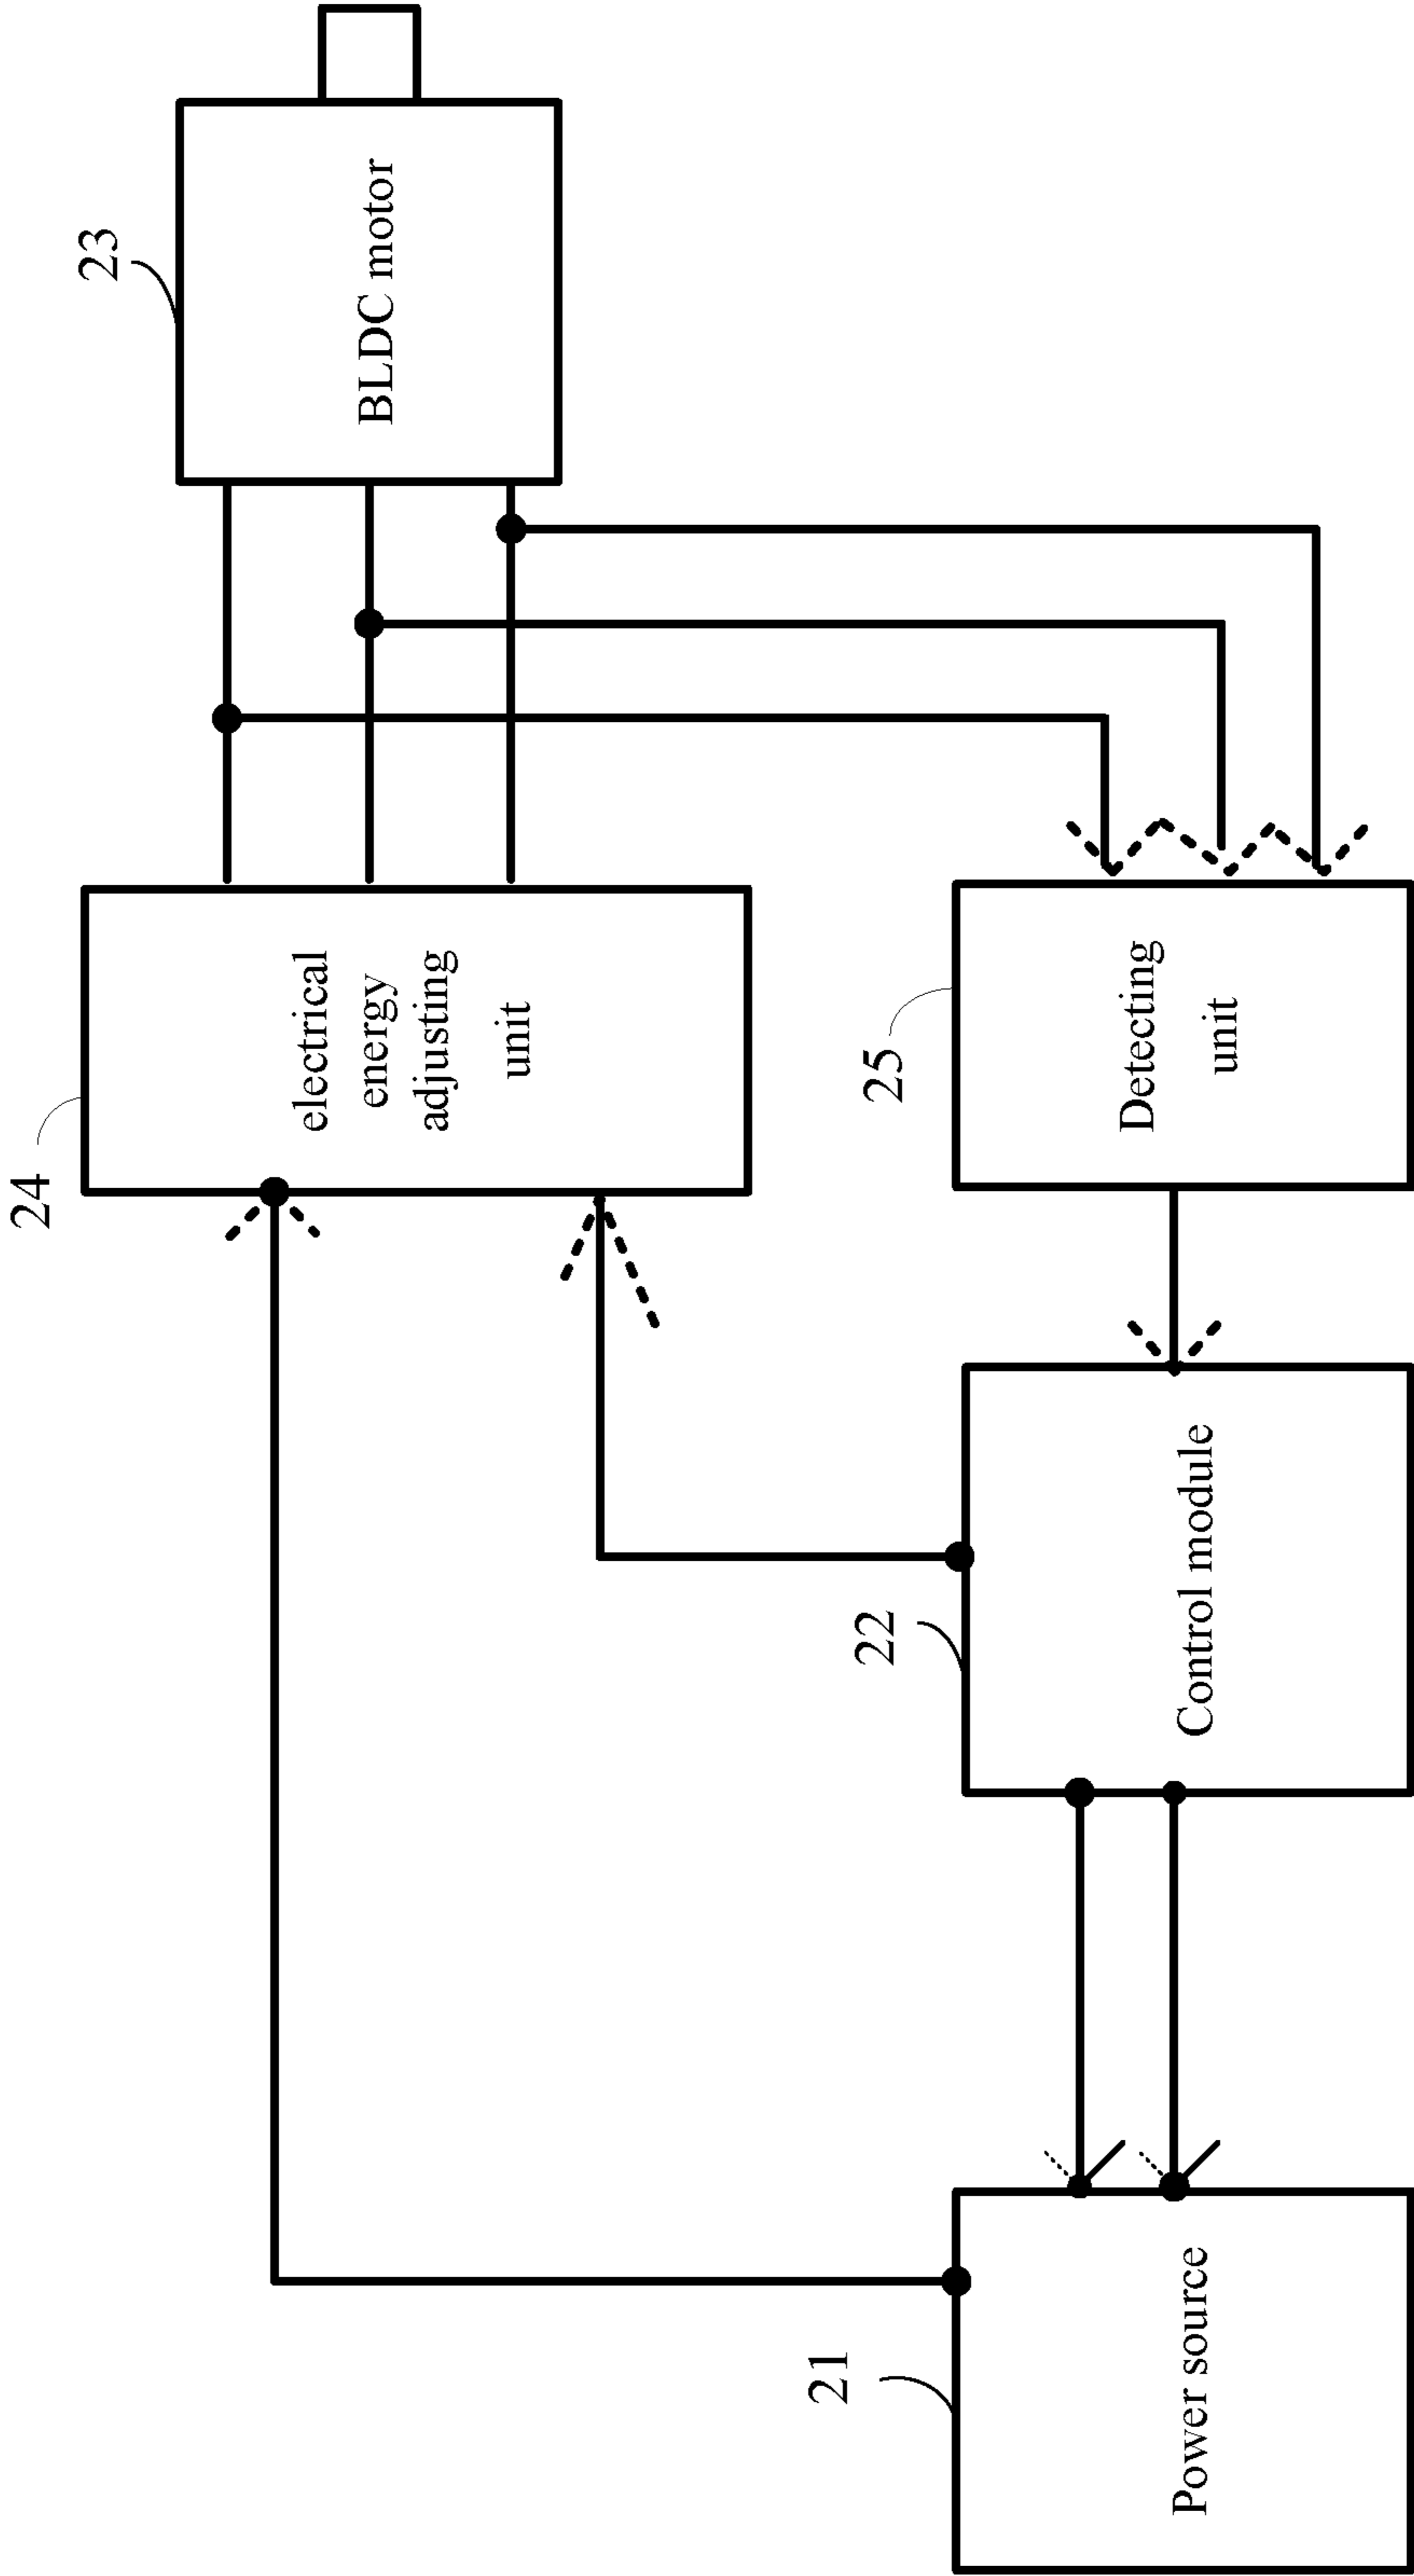 24
electrical
energy
adjusting
unit
23
BLDC motor
21
Power source
22
Control module
25
Detecting
unit